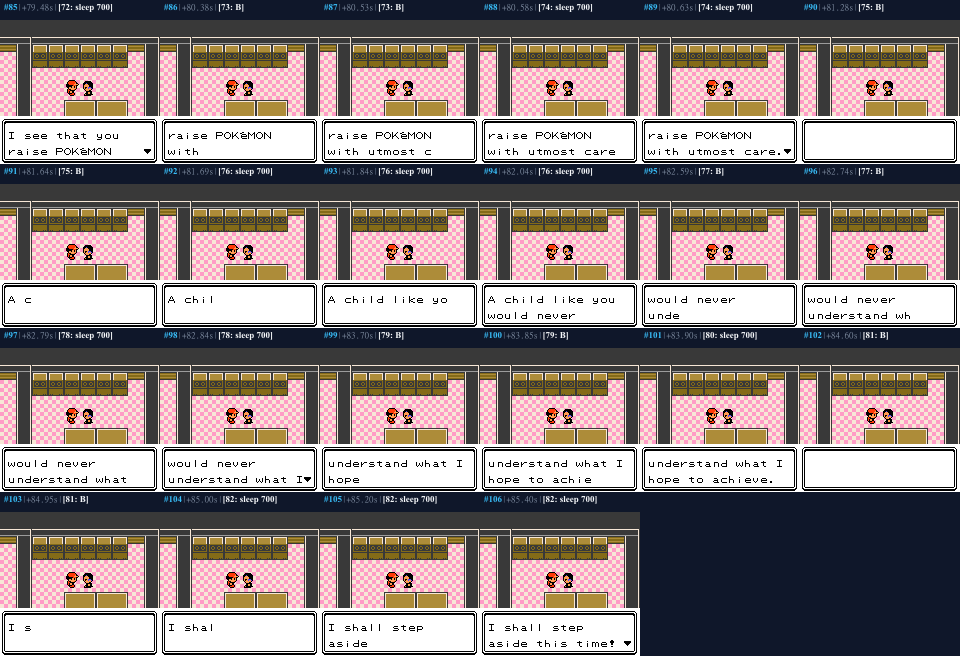 #85|+79.48s|[72: sleep 700]
I see that you
raise POKéMON
#86|+80.38s|[73: B]
raise POKéMON
with
#87|+80.53s|[73: B]
raise POKéMON
with utmost c
#88|+80.58s|[74: sleep 700]
raise POKéMON
with utmost care
#89|+80.63s|[74: sleep 700]
raise POKéMON
with utmost care.
#90|+81.28s|[75: B]
#91|+81.64s|[75: B]
A c
#92|+81.69s|[76: sleep 700]
A chil
#93|+81.84s|[76: sleep 700]
A child like yo
#94|+82.04s|[76: sleep 700]
A child like you
would never
#95|+82.59s|[77: B]
would never
unde
#96|+82.74s|[77: B]
would never
understand wh
#97|+82.79s|[78: sleep 700]
would never
understand what
#98|+82.84s|[78: sleep 700]
would never
understand what I
#99|+83.70s|[79: B]
understand what I
hope
#100|+83.85s|[79: B]
understand what I
hope to achie
#101|+83.90s|[80: sleep 700]
understand what I
hope to achieve.
#102|+84.60s|[81: B]
#103|+84.95s|[81: B]
I s
#104|+85.00s|[82: sleep 700]
I shal
#105|+85.20s|[82: sleep 700]
I shall step
aside
#106|+85.40s|[82: sleep 700]
I shall step
aside this time!